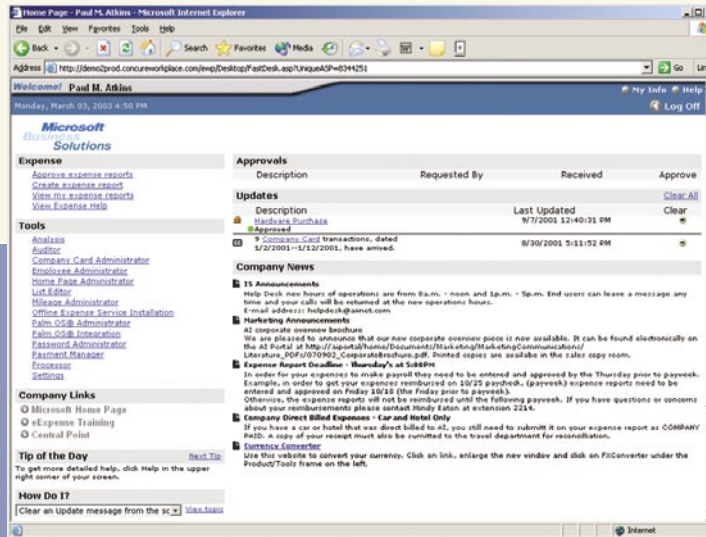 Home Page - Paul M. Atkins - Microsoft Internet Explorer
File Edit View Favorites Tools Help
Back Search Favorites Media
Address http://demo2prod.concureworkplace.com/ewp/Desktop/FastDesk.asp?UniqueASP=8344251 Go
Welcome! Paul M. Atkins
My Info Help
Monday, March 03, 2003 4:50 PM
Log Off
Microsoft
Business
Solutions
Expense
Approve expense reports
Create expense report
View my expense reports
View Expense Help
Tools
Analysis
Auditor
Company Card Administrator
Employee Administrator
Home Page Administrator
List Editor
Mileage Administrator
Offline Expense Service Installation
Palm OS® Administrator
Palm OS® Integration
Password Administrator
Payment Manager
Processor
Settings
Company Links
Microsoft Home Page
eExpense Training
Central Point
Tip of the Day Next Tip
To get more detailed help, click Help in the upper
right corner of your screen.
How Do I?
Clear an Update message from the sc View topic
Approvals
Description Requested By Received Approve
Updates Clear All
Description Last Updated Clear
Hardware Purchase 9/7/2001 12:40:31 PM
Approved
9 Company Card transactions, dated 8/30/2001 5:11:52 PM
1/2/2001--1/12/2001, have arrived.
Company News
IS Announcements
Help Desk new hours of operations are from 8a.m. - noon and 1p.m. - 5p.m. End users can leave a message any
time and your calls will be returned at the new operations hours.
E-mail address: helpdesk@aiinet.com
Marketing Announcements
AI corporate overview brochure
We are pleased to announce that our new corporate overview piece is now available. It can be found electronically on
the AI Portal at http://aiportal/home/Documents/Marketing/MarketingCommunications/
Literature_PDFs/070902_CorporateBrochure.pdf. Printed copies are availabe in the sales copy room.
Expense Report Deadline - Thursday's at 5:00PM
In order for your expenses to make payroll they need to be entered and approved by the Thursday prior to payweek.
Example, in order to get your expenses reimbursed on 10/25 paycheck, (payweek) expense reports need to be
entered and approved on Friday 10/18 (the Friday prior to payweek).
Otherwise, the expense reports will not be reimbursed until the following payweek. If you have questions or concerns
about your reimbursements please contact Mindy Eaton at extension 2214.
Company Direct Billed Expenses - Car and Hotel Only
If you have a car or hotel that was direct billed to AI, you still need to submitt it on your expense report as COMPANY
PAID. A copy of your receipt must also be sumitted to the travel department for reconcilliation.
Currency Converter
Use this website to convert your currency. Click on link, enlarge the new window and click on FXConverter under the
Product/Tools frame on the left.
Internet